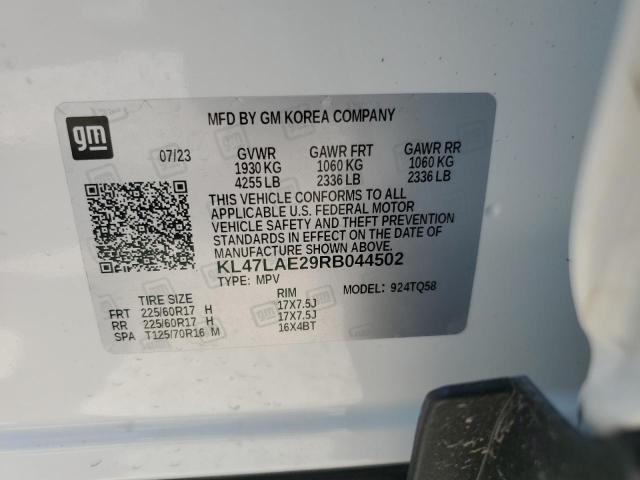 gm
MFD BY GM KOREA COMPANY
07/23 GVWR GAWR FRT GAWR RR
1930 KG 1060 KG 1060 KG
4255 LB 2336 LB 2336 LB
THIS VEHICLE CONFORMS TO ALL
APPLICABLE U.S. FEDERAL MOTOR
VEHICLE SAFETY AND THEFT PREVENTION
STANDARDS IN EFFECT ON THE DATE OF
MANUFACTURE SHOWN ABOVE.
KL47LAE29RB044502
TYPE: MPV MODEL: 924TQ58
TIRE SIZE RIM
FRT 225/60R17 H 17X7.5J
RR 225/60R17 H 17X7.5J
SPA T125/70R16 M 16X4BT